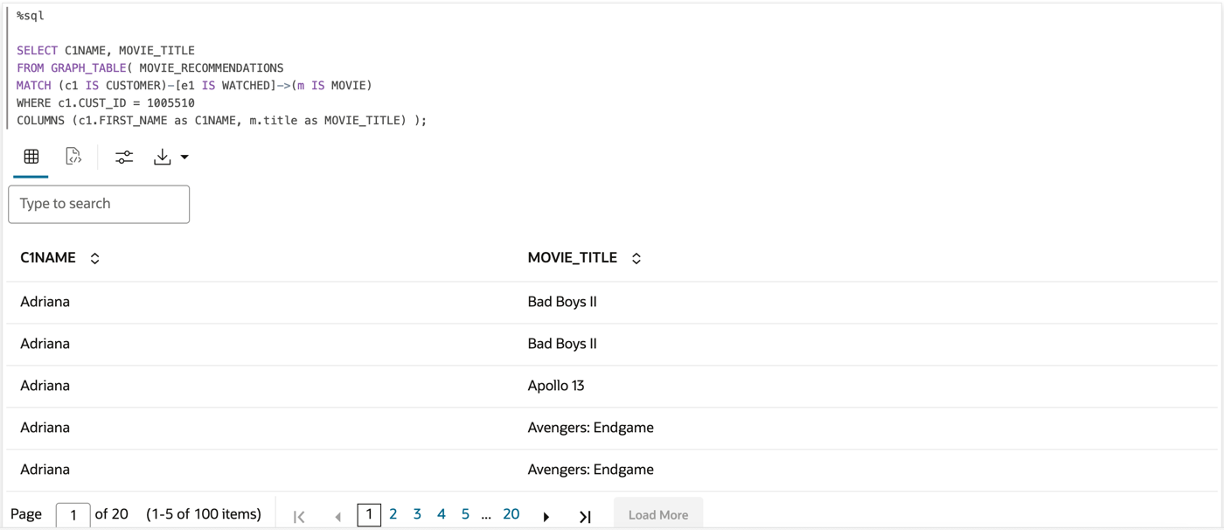 %sql
SELECT C1NAME, MOVIE_TITLE
FROM GRAPH_TABLE( MOVIE_RECOMMENDATIONS
MATCH (c1 IS CUSTOMER)-[e1 IS WATCHED]->(m IS MOVIE)
WHERE c1.CUST_ID = 1005510
COLUMNS (c1.FIRST_NAME as C1NAME, m.title as MOVIE_TITLE) );
Type to search
C1NAME MOVIE_TITLE
Adriana Bad Boys II
Adriana Bad Boys II
Adriana Apollo 13
Adriana Avengers: Endgame
Adriana Avengers: Endgame
Page 1 of 20 (1-5 of 100 items) 1 2 3 4 5 ... 20 Load More